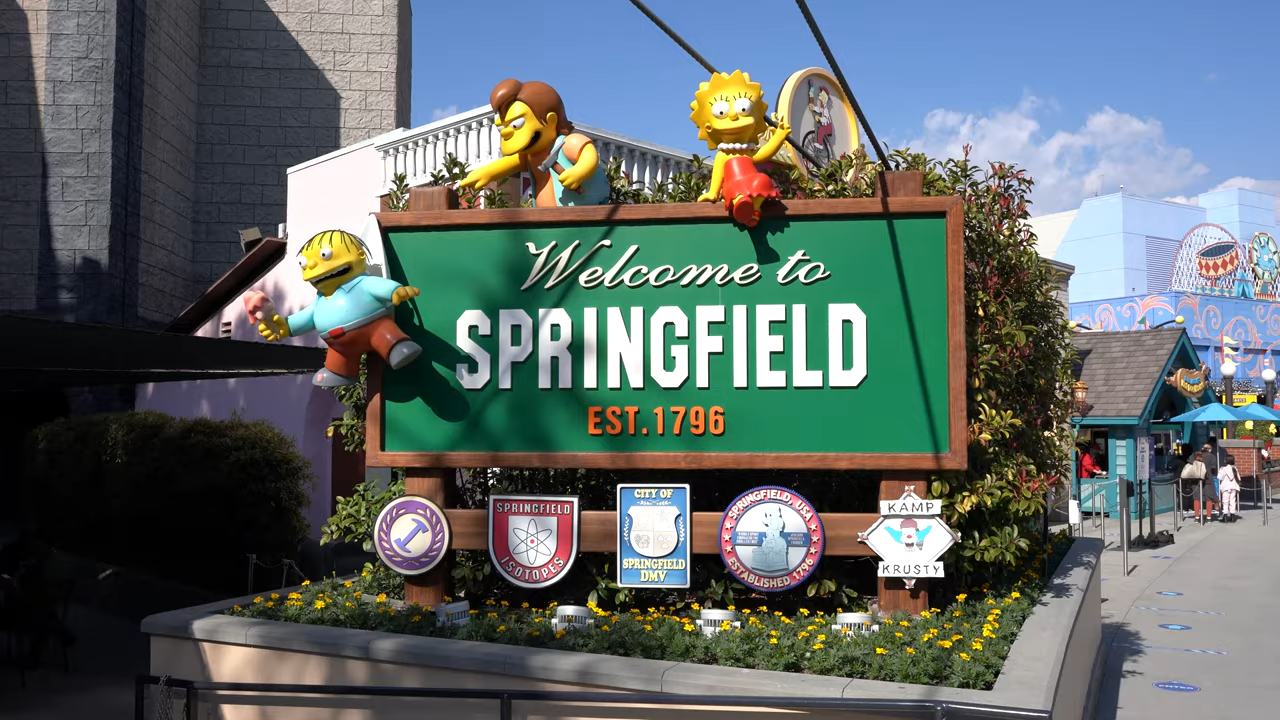 Welcome to
SPRINGFIELD
EST.1796
SPRINGFIELD
ISOTOPES
CITY OF
SPRINGFIELD
DMV
SPRINGFIELD, USA
ESTABLISHED 1796
KAMP
KRUSTY